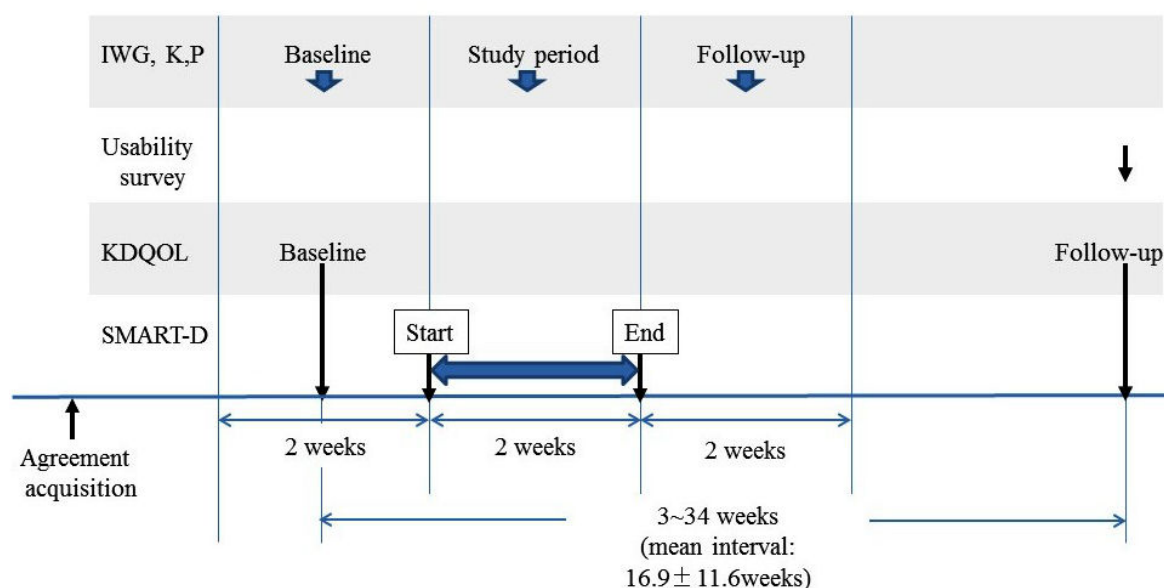 IWG, K,P Baseline Study period Follow-up
Usability
survey
KDQOL Baseline Follow-up
SMART-D Start End
2 weeks 2 weeks 2 weeks
Agreement
acquisition
3~34 weeks
(mean interval:
16.9± 11.6weeks)